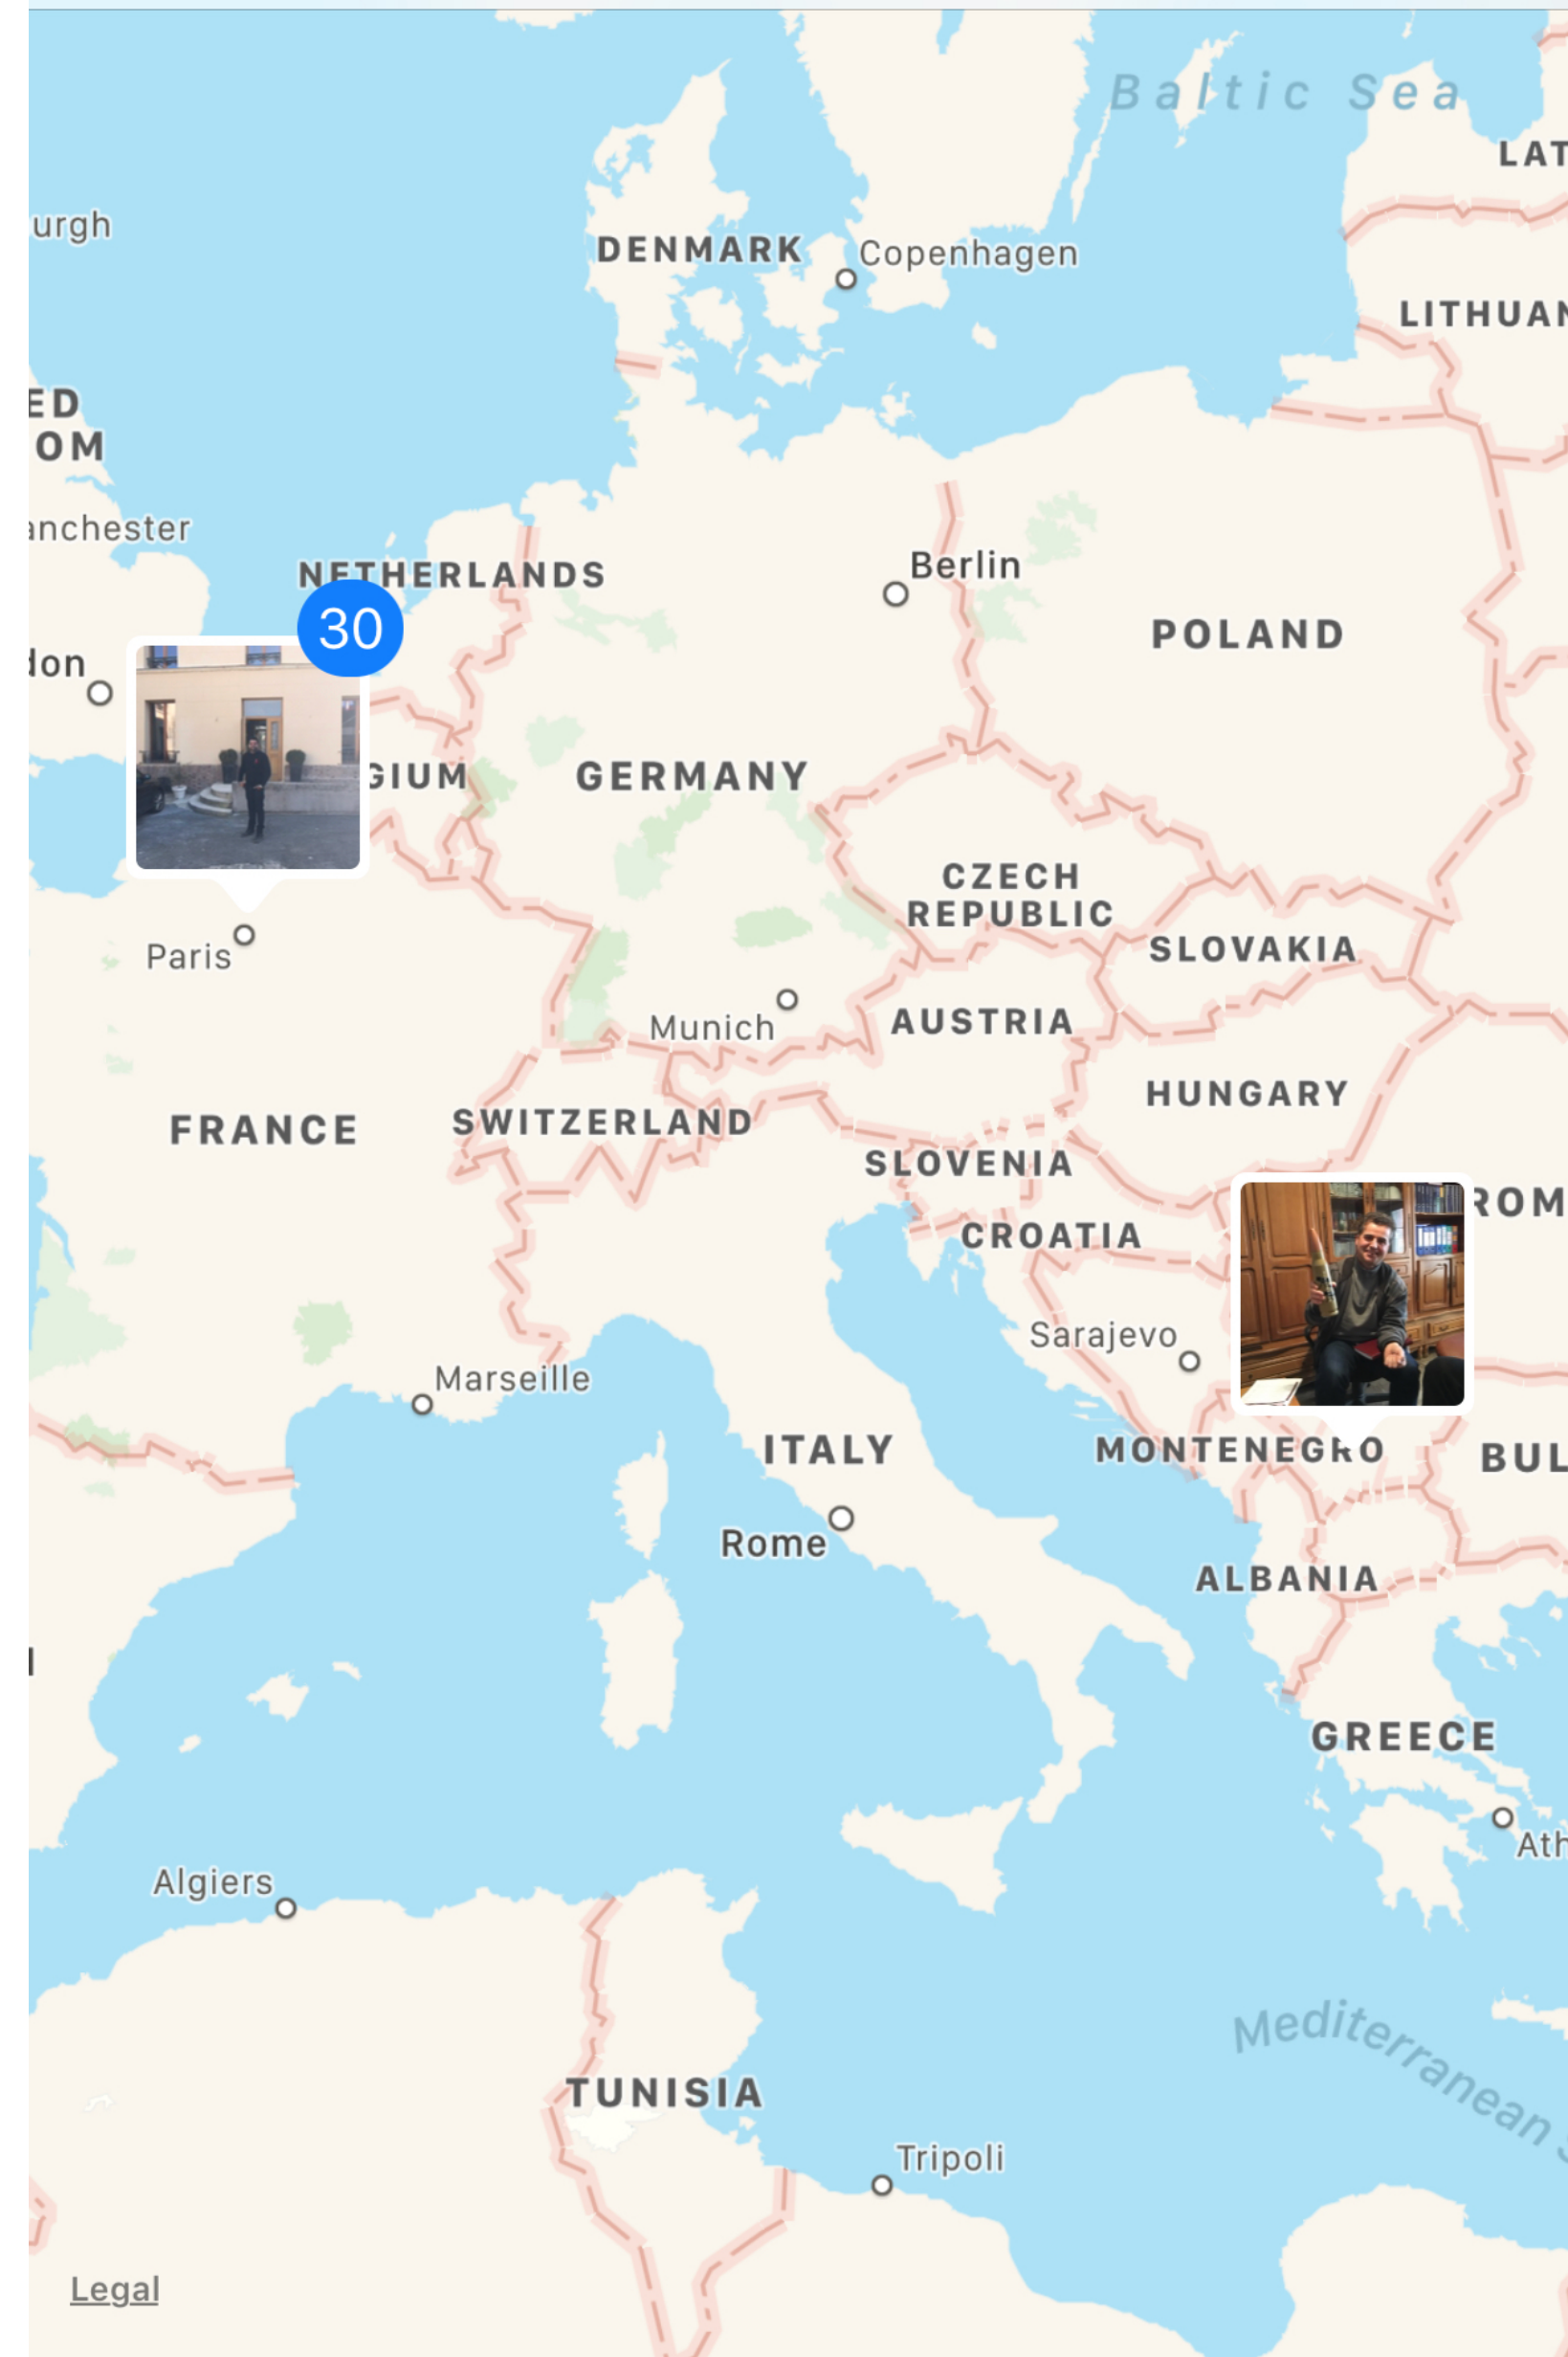 Baltic Sea
LAT
urgh
DENMARK
Copenhagen
LITHUAN
ED
OM
anchester
NETHERLANDS
Berlin
30
POLAND
don
GIUM
GERMANY
CZECH
REPUBLIC
Paris
SLOVAKIA
Munich
AUSTRIA
HUNGARY
FRANCE
SWITZERLAND
SLOVENIA
ROM
CROATIA
Sarajevo
Marseille
ITALY
MONTENEGRO
BUL
Rome
ALBANIA
GREECE
Ath
Algiers
Mediterranean S
TUNISIA
Tripoli
Legal